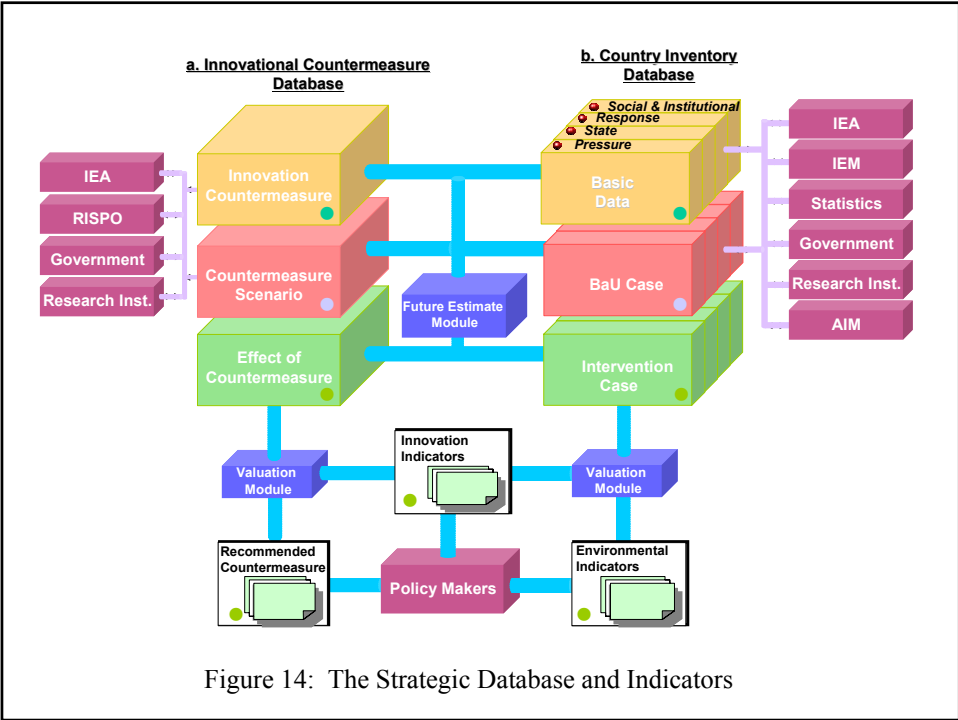 a. Innovational Countermeasure
Database
b. Country Inventory
Database
Social & Institutional
Response
State
Pressure
IEA
RISPO
Government
Research Inst.
Innovation
Countermeasure
Countermeasure
Scenario
Effect of
Countermeasure
Future Estimate
Module
Basic
Data
BaU Case
Intervention
Case
IEA
IEM
Statistics
Government
Research Inst.
AIM
Valuation
Module
Innovation
Indicators
Valuation
Module
Recommended
Countermeasure
Policy Makers
Environmental
Indicators
Figure 14: The Strategic Database and Indicators